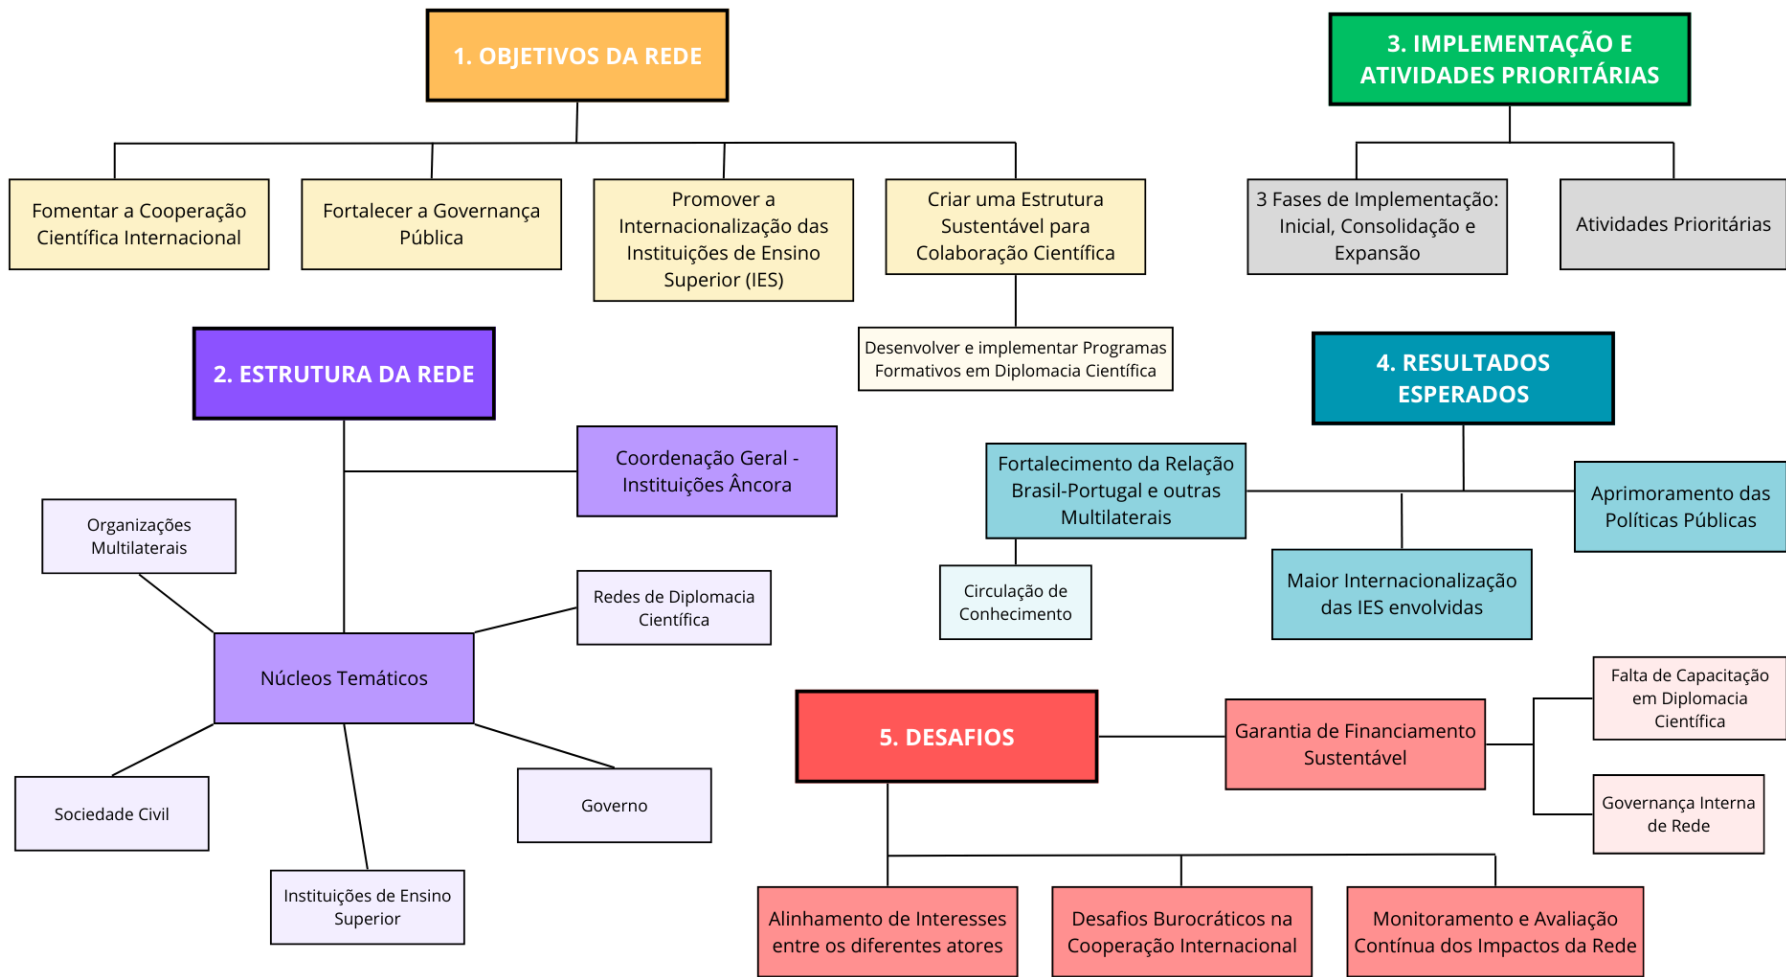 1. OBJETIVOS DA REDE
Fomentar a Cooperação
Científica Internacional
Fortalecer a Governança
Pública
Promover a
Internacionalização das
Instituições de Ensino
Superior (IES)
Criar uma Estrutura
Sustentável para
Colaboração Científica
Desenvolver e implementar Programas
Formativos em Diplomacia Científica
2. ESTRUTURA DA REDE
Coordenação Geral -
Instituições Âncora
Organizações
Multilaterais
Redes de Diplomacia
Científica
Núcleos Temáticos
Sociedade Civil
Governo
Instituições de Ensino
Superior
3. IMPLEMENTAÇÃO E
ATIVIDADES PRIORITÁRIAS
3 Fases de Implementação:
Inicial, Consolidação e
Expansão
Atividades Prioritárias
4. RESULTADOS
ESPERADOS
Fortalecimento da Relação
Brasil-Portugal e outras
Multilaterais
Circulação de
Conhecimento
Maior Internacionalização
das IES envolvidas
Aprimoramento das
Políticas Públicas
5. DESAFIOS
Garantia de Financiamento
Sustentável
Falta de Capacitação
em Diplomacia
Científica
Governança Interna
de Rede
Alinhamento de Interesses
entre os diferentes atores
Desafios Burocráticos na
Cooperação Internacional
Monitoramento e Avaliação
Contínua dos Impactos da Rede